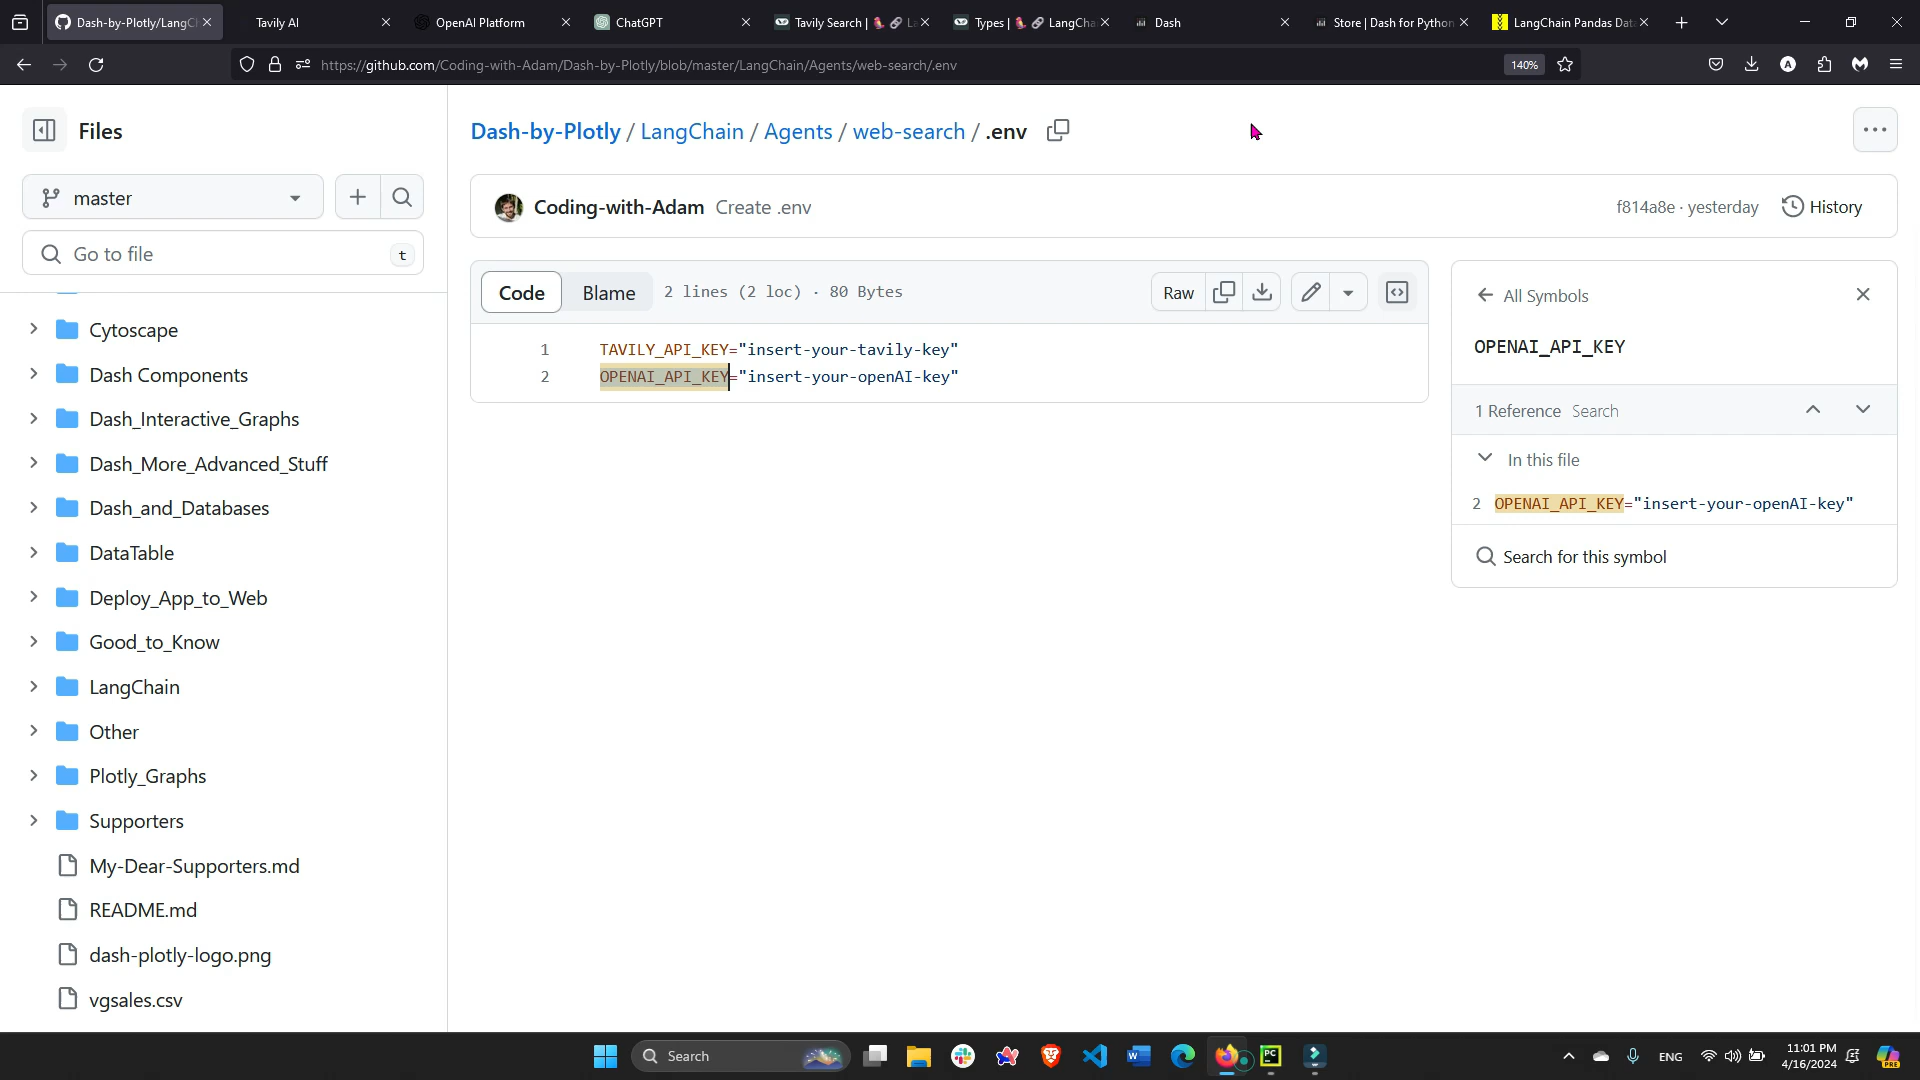 Dash-by-Plotly/LangCl
Tavily AI
OpenAI Platform
ChatGPT
Tavily Search | La
Types | LangCha
Dash
Store | Dash for Python
LangChain Pandas Dat
https://github.com/Coding-with-Adam/Dash-by-Plotly/blob/master/LangChain/Agents/web-search/.env
140%
Files
Dash-by-Plotly / LangChain / Agents / web-search / .env
master
Go to file
t
Coding-with-Adam Create .env
f814a8e · yesterday
History
Code
Blame
2 lines (2 loc) · 80 Bytes
Raw
1 TAVILY_API_KEY="insert-your-tavily-key"
2 OPENAI_API_KEY="insert-your-openAI-key"
All Symbols
OPENAI_API_KEY
1 Reference Search
In this file
2 OPENAI_API_KEY="insert-your-openAI-key"
Search for this symbol
Cytoscape
Dash Components
Dash_Interactive_Graphs
Dash_More_Advanced_Stuff
Dash_and_Databases
DataTable
Deploy_App_to_Web
Good_to_Know
LangChain
Other
Plotly_Graphs
Supporters
My-Dear-Supporters.md
README.md
dash-plotly-logo.png
vgsales.csv
Search
ENG
11:01 PM
4/16/2024